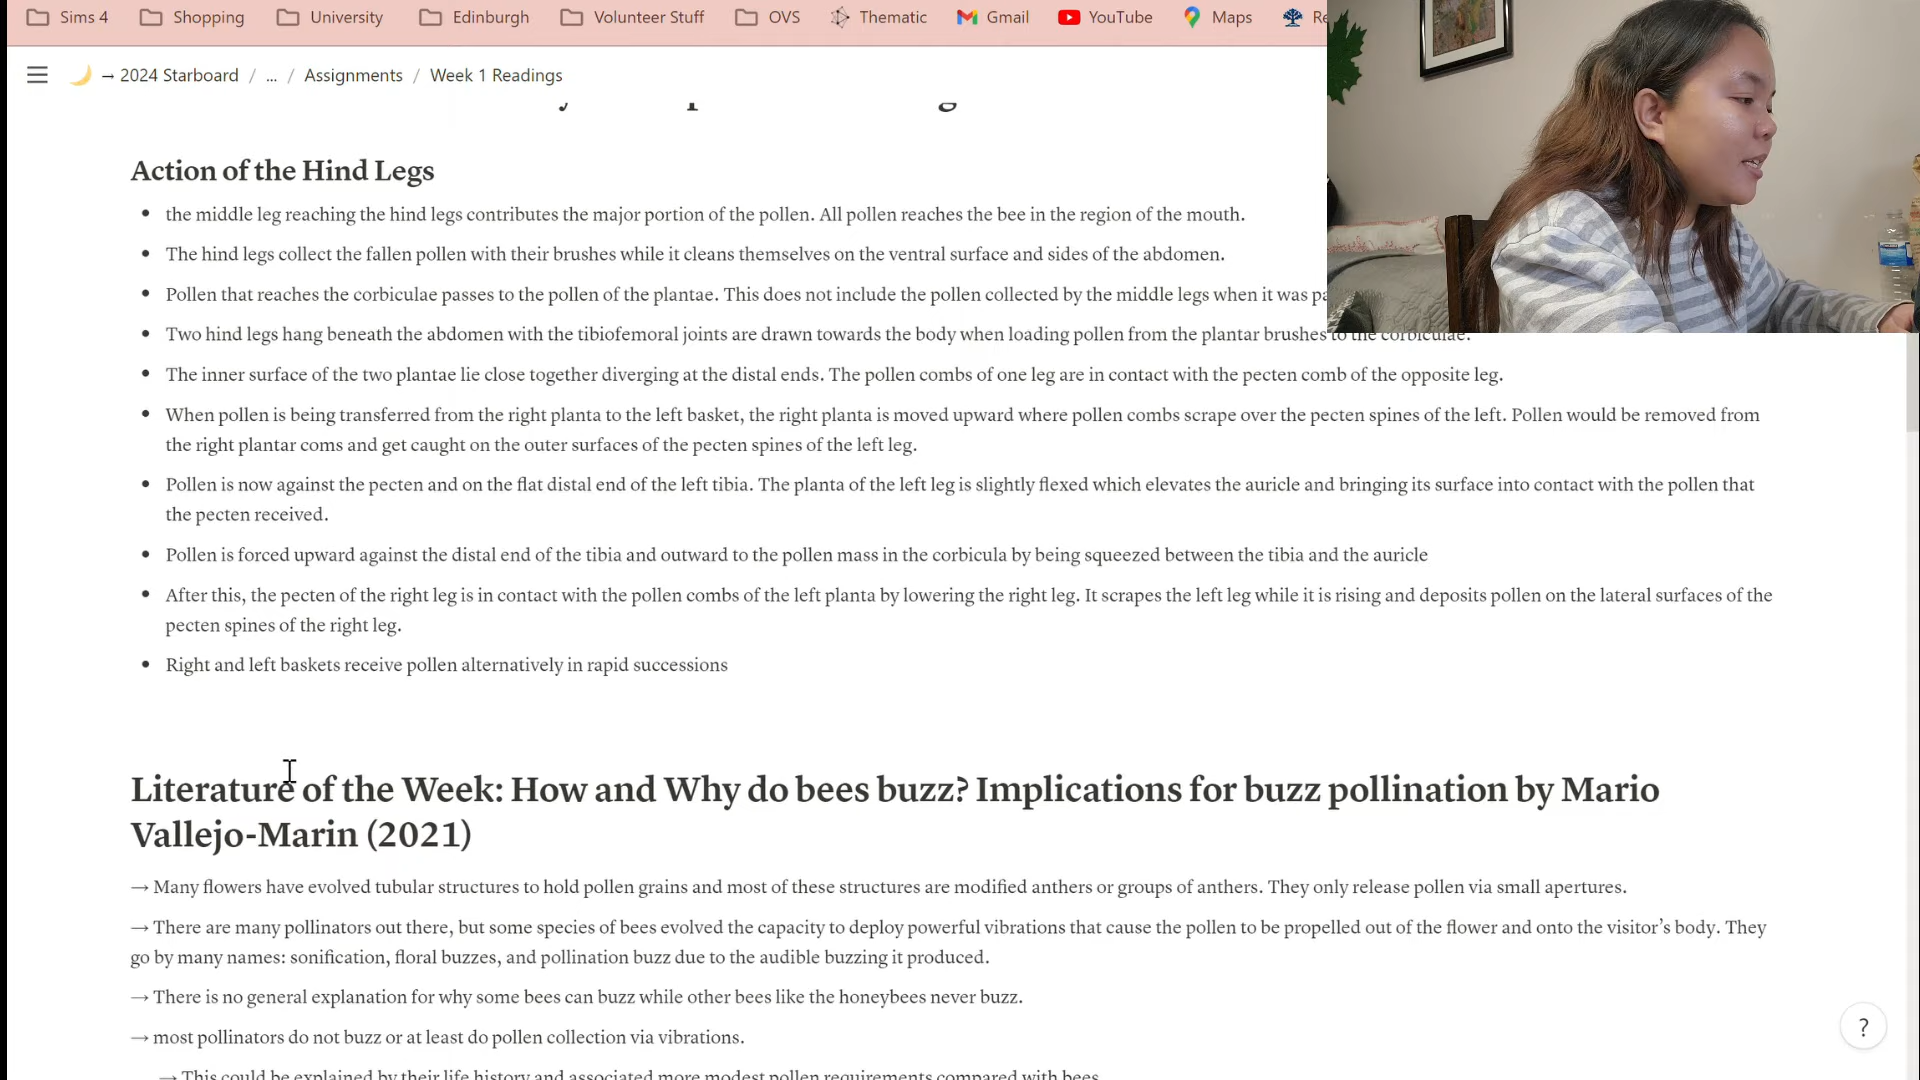 Sims 4 Shopping University Edinburgh Volunteer Stuff OVS Thematic Gmail YouTube Maps
→ 2024 Starboard / ... / Assignments / Week 1 Readings
Action of the Hind Legs
• the middle leg reaching the hind legs contributes the major portion of the pollen. All pollen reaches the bee in the region of the mouth.
• The hind legs collect the fallen pollen with their brushes while it cleans themselves on the ventral surface and sides of the abdomen.
• Pollen that reaches the corbiculae passes to the pollen of the plantae. This does not include the pollen collected by the middle legs when it was
• Two hind legs hang beneath the abdomen with the tibiofemoral joints are drawn towards the body when loading pollen from the plantar brushes to the corbiculae.
• The inner surface of the two plantae lie close together diverging at the distal ends. The pollen combs of one leg are in contact with the pecten comb of the opposite leg.
• When pollen is being transferred from the right planta to the left basket, the right planta is moved upward where pollen combs scrape over the pecten spines of the left. Pollen would be removed from
the right plantar coms and get caught on the outer surfaces of the pecten spines of the left leg.
• Pollen is now against the pecten and on the flat distal end of the left tibia. The planta of the left leg is slightly flexed which elevates the auricle and bringing its surface into contact with the pollen that
the pecten received.
• Pollen is forced upward against the distal end of the tibia and outward to the pollen mass in the corbicula by being squeezed between the tibia and the auricle
• After this, the pecten of the right leg is in contact with the pollen combs of the left planta by lowering the right leg. It scrapes the left leg while it is rising and deposits pollen on the lateral surfaces of the
pecten spines of the right leg.
• Right and left baskets receive pollen alternatively in rapid successions
Literature of the Week: How and Why do bees buzz? Implications for buzz pollination by Mario
Vallejo-Marin (2021)
→ Many flowers have evolved tubular structures to hold pollen grains and most of these structures are modified anthers or groups of anthers. They only release pollen via small apertures.
→ There are many pollinators out there, but some species of bees evolved the capacity to deploy powerful vibrations that cause the pollen to be propelled out of the flower and onto the visitor’s body. They
go by many names: sonification, floral buzzes, and pollination buzz due to the audible buzzing it produced.
→ There is no general explanation for why some bees can buzz while other bees like the honeybees never buzz.
→ most pollinators do not buzz or at least do pollen collection via vibrations.
→ This could be explained by their life history and associated more modest pollen requirements compared with bees
?